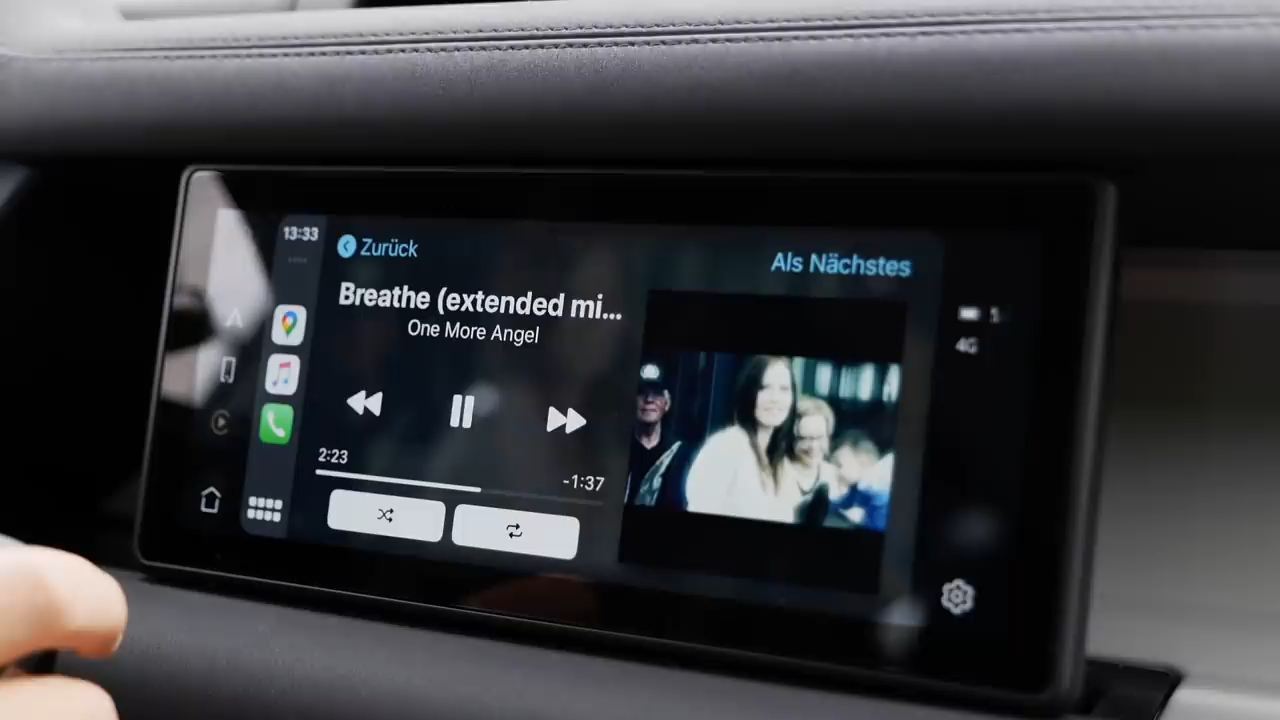 13:33
Zurück
Als Nächstes
Breathe (extended mi...
One More Angel
2:23
-1:37
4G